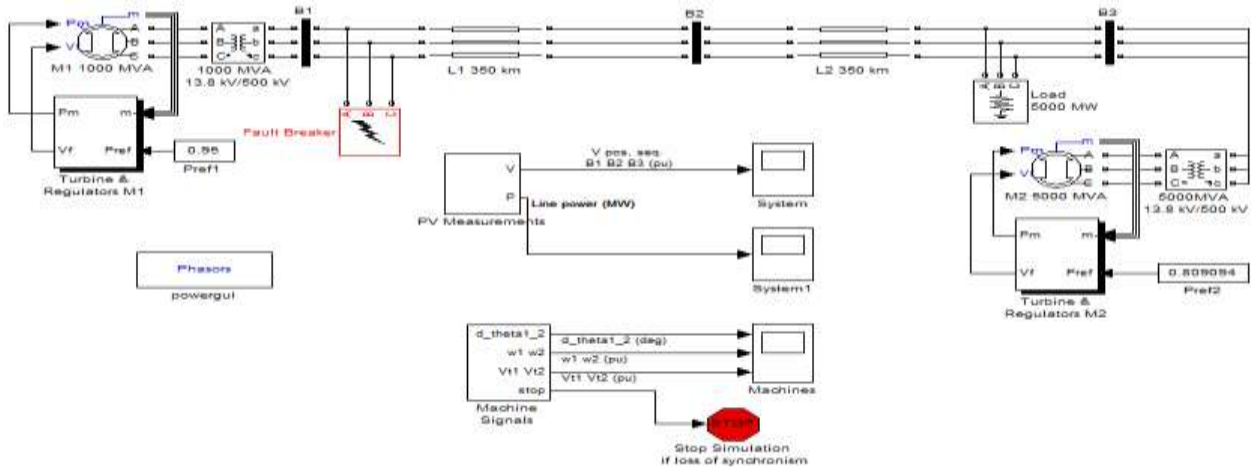 B1
B2
B3
Pm
V
m
A
B
C
M1 1000 MVA
A
B
C
a
b
c
1000 MVA
13.8 kV/500 kV
L1 350 km
L2 350 km
A
B
C
Fault Breaker
A
B
C
Load
5000 MW
Pm
m
Vf
Pref
0.95
Pref1
Turbine &
Regulators M1
V
P
PV Measurements
V pos. seq.
B1 B2 B3 (pu)
Line power (MW)
System
System1
Pm
V
m
A
B
C
M2 5000 MVA
A
B
C
a
b
c
5000MVA
13.8 kV/500 kV
Pm
m
Vf
Pref
0.809094
Pref2
Turbine &
Regulators M2
Phasors
powergui
d_theta1_2
w1 w2
Vt1 Vt2
stop
Machine
Signals
d_theta1_2 (deg)
w1 w2 (pu)
Vt1 Vt2 (pu)
Machines
STOP
Stop Simulation
if loss of synchronism